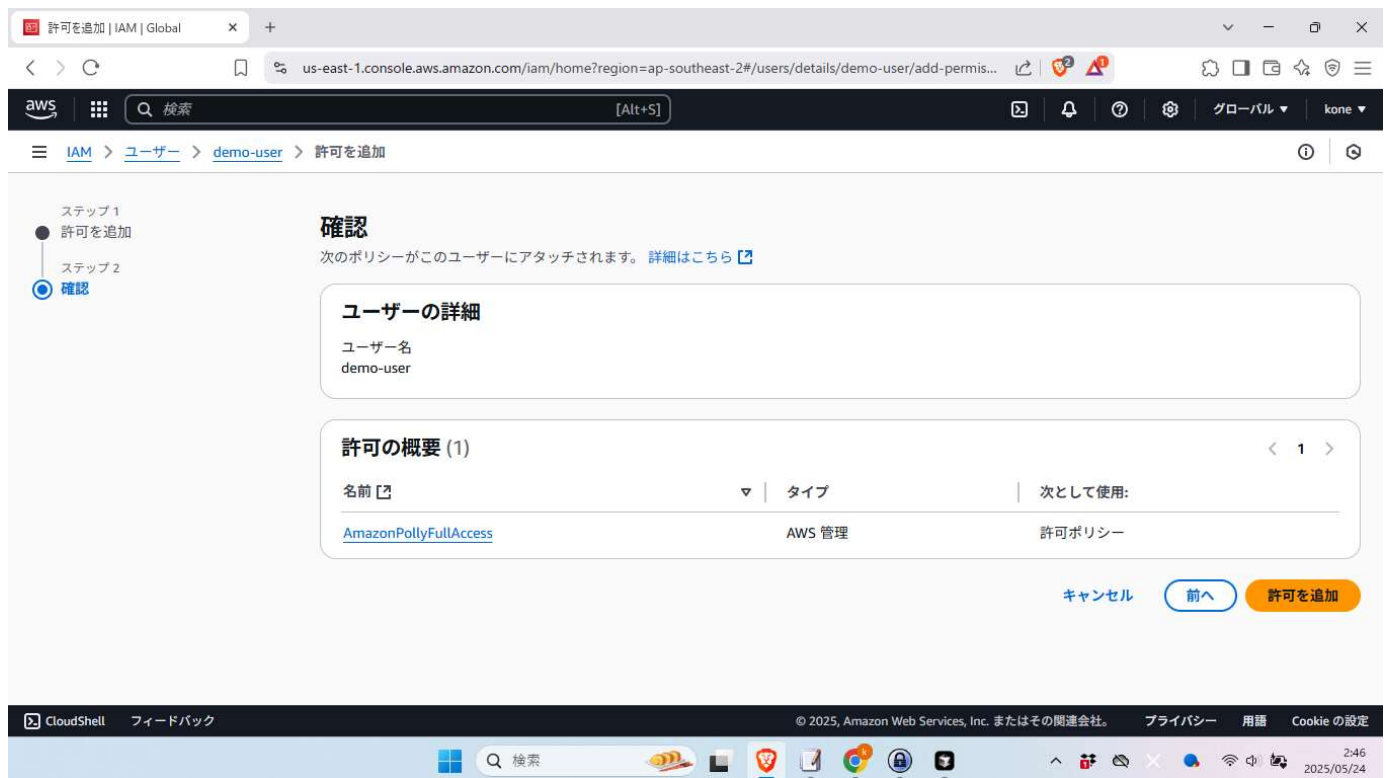 許可を追加 | IAM | Global
us-east-1.console.aws.amazon.com/iam/home?region=ap-southeast-2#/users/details/demo-user/add-permis...
2
1
aws
検索
[Alt+S]
グローバル
kone
IAM > ユーザー > demo-user > 許可を追加
ステップ 1
許可を追加
ステップ 2
確認
確認
次のポリシーがこのユーザーにアタッチされます。 詳細はこちら
ユーザーの詳細
ユーザー名
demo-user
許可の概要 (1)
< 1 >
名前 タイプ 次として使用:
AmazonPollyFullAccess AWS 管理 許可ポリシー
キャンセル 前へ 許可を追加
CloudShell フィードバック © 2025, Amazon Web Services, Inc. またはその関連会社。 プライバシー 用語 Cookie の設定
検索
2:46
2025/05/24